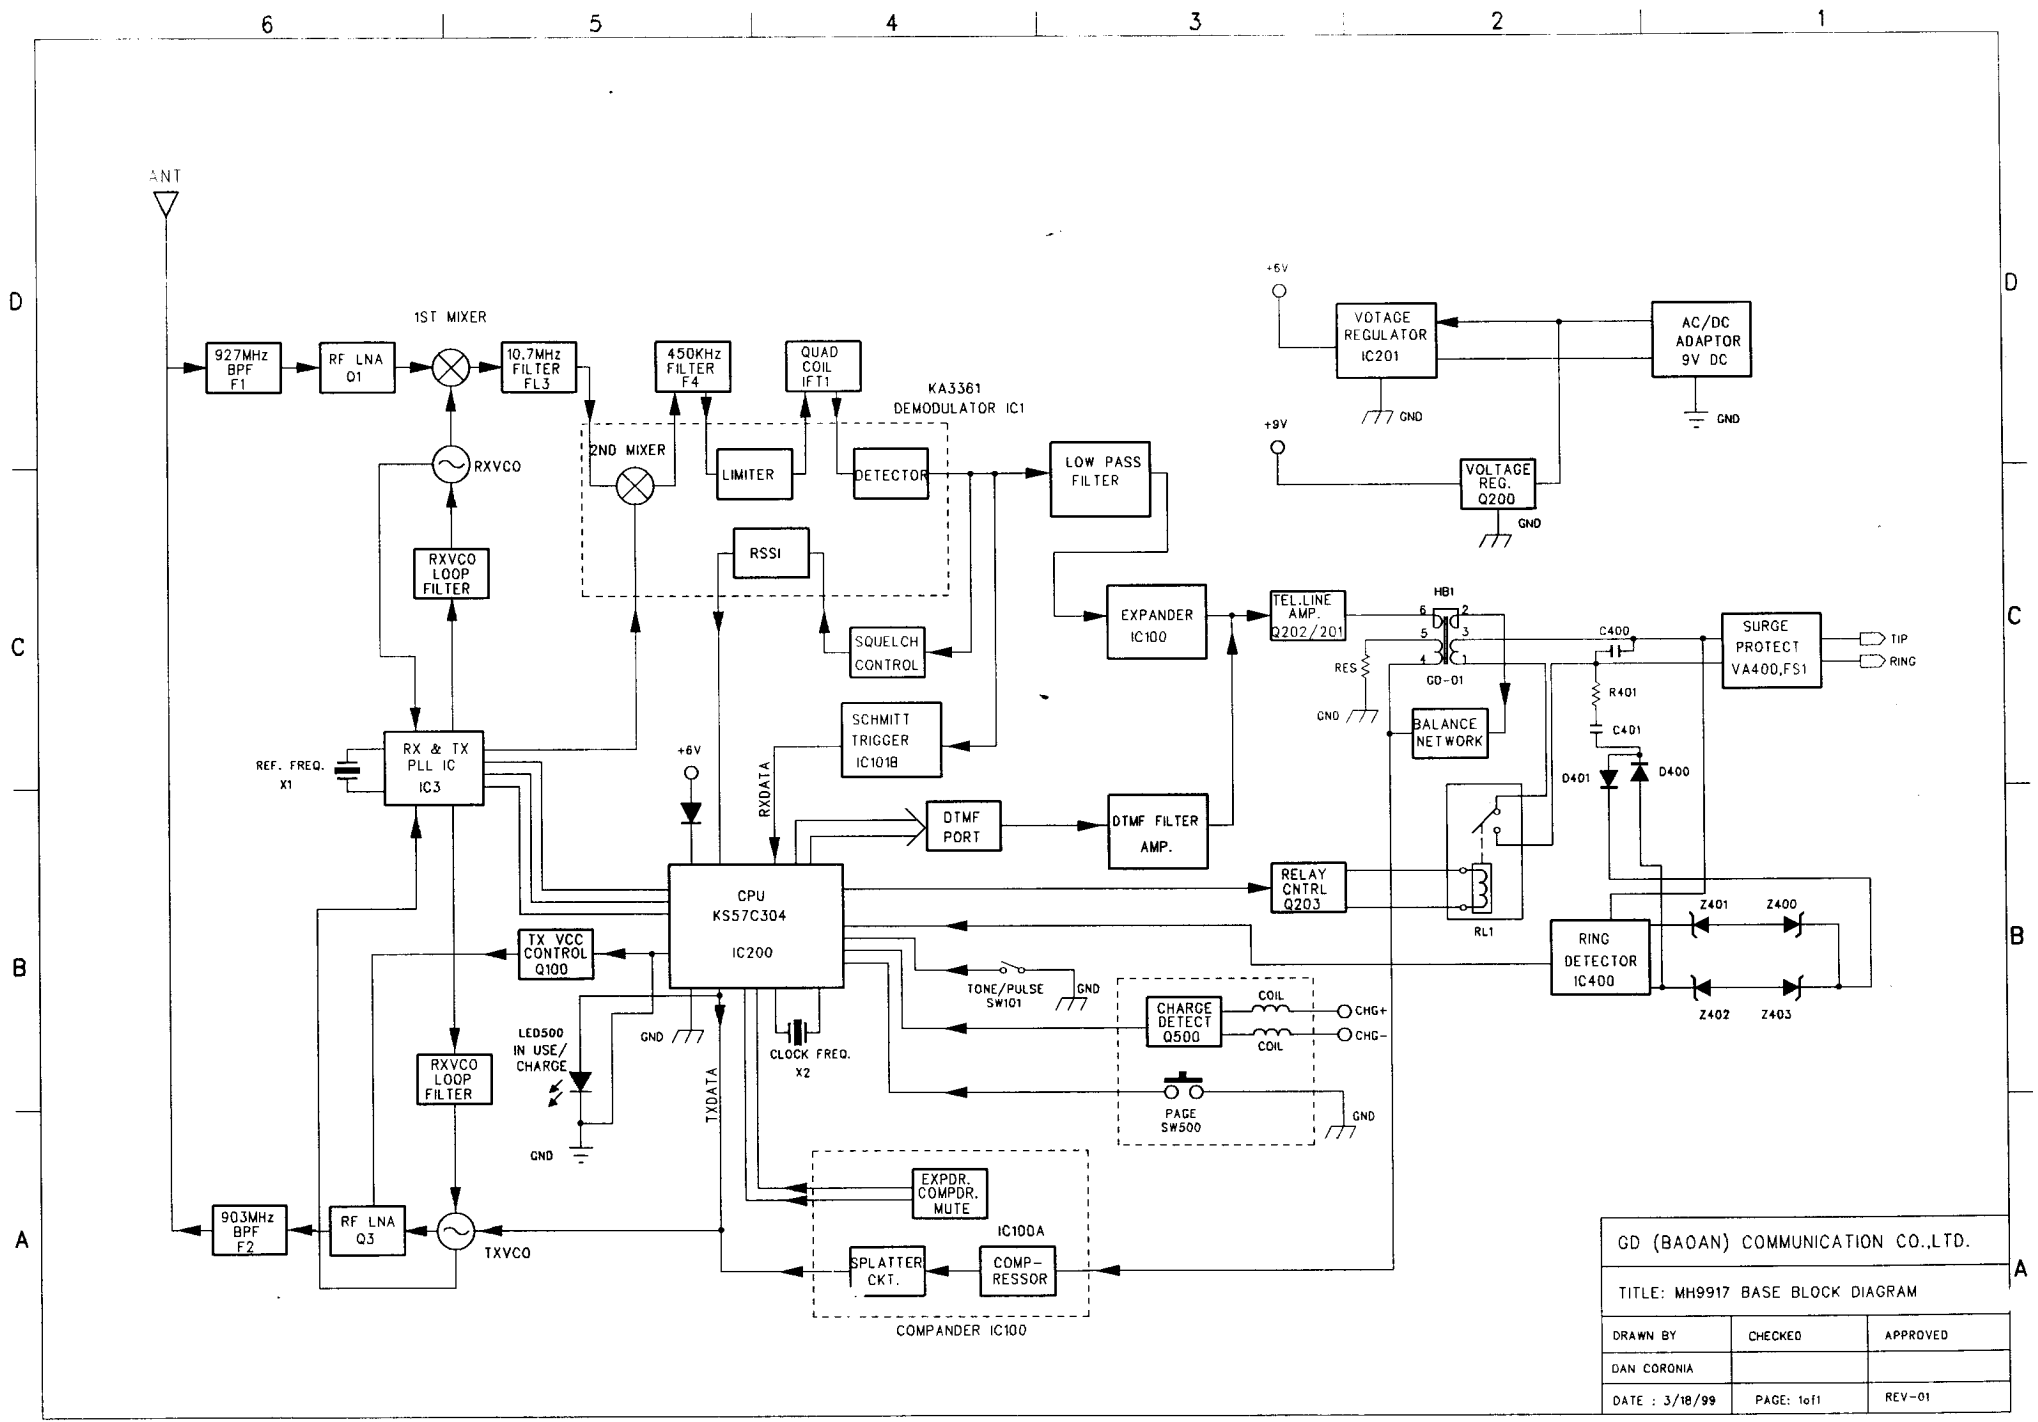 6 5 4 3 2 1
ANT
D
D
1ST MIXER
927MHz
BPF
F1
RF LNA
Q1
10.7MHz
FILTER
FL3
450KHz
FILTER
F4
QUAD
COIL
IFT1
KA3361
DEMODULATOR IC1
2ND MIXER
LIMITER
DETECTOR
RSSI
RXVCO
RXVCO
LOOP
FILTER
LOW PASS
FILTER
+6V
VOTAGE
REGULATOR
IC201
GND
AC/DC
ADAPTOR
9V DC
GND
+9V
VOLTAGE
REG.
Q200
GND
C
C
SQUELCH
CONTROL
EXPANDER
IC100
TEL.LINE
AMP.
Q202/201
HB1
6 2
5 3
4 1
GD-01
RES
GND
C400
SURGE
PROTECT
VA400,FS1
TIP
RING
R401
C401
BALANCE
NETWORK
D401
D400
SCHMITT
TRIGGER
IC101B
RXDATA
REF. FREQ.
X1
RX & TX
PLL IC
IC3
+6V
DTMF
PORT
DTMF FILTER
AMP.
CPU
KS57C304
IC200
RELAY
CNTRL
Q203
RL1
B
B
Z401
Z400
RING
DETECTOR
IC400
Z402
Z403
TX VCC
CONTROL
Q100
TONE/PULSE
SW101
GND
CHARGE
DETECT
Q500
COIL
COIL
CHG+
CHG-
LED500
IN USE/
CHARGE
GND
GND
CLOCK FREQ.
X2
TXDATA
PAGE
SW500
GND
RXVCO
LOOP
FILTER
A
A
903MHz
BPF
F2
RF LNA
Q3
TXVCO
EXPDR.
COMPDR.
MUTE
IC100A
SPLATTER
CKT.
COMP-
RESSOR
COMPANDER IC100
GD (BAOAN) COMMUNICATION CO.,LTD.
TITLE: MH9917 BASE BLOCK DIAGRAM
DRAWN BY CHECKED APPROVED
DAN CORONIA
DATE : 3/18/99 PAGE: 1of1 REV-01